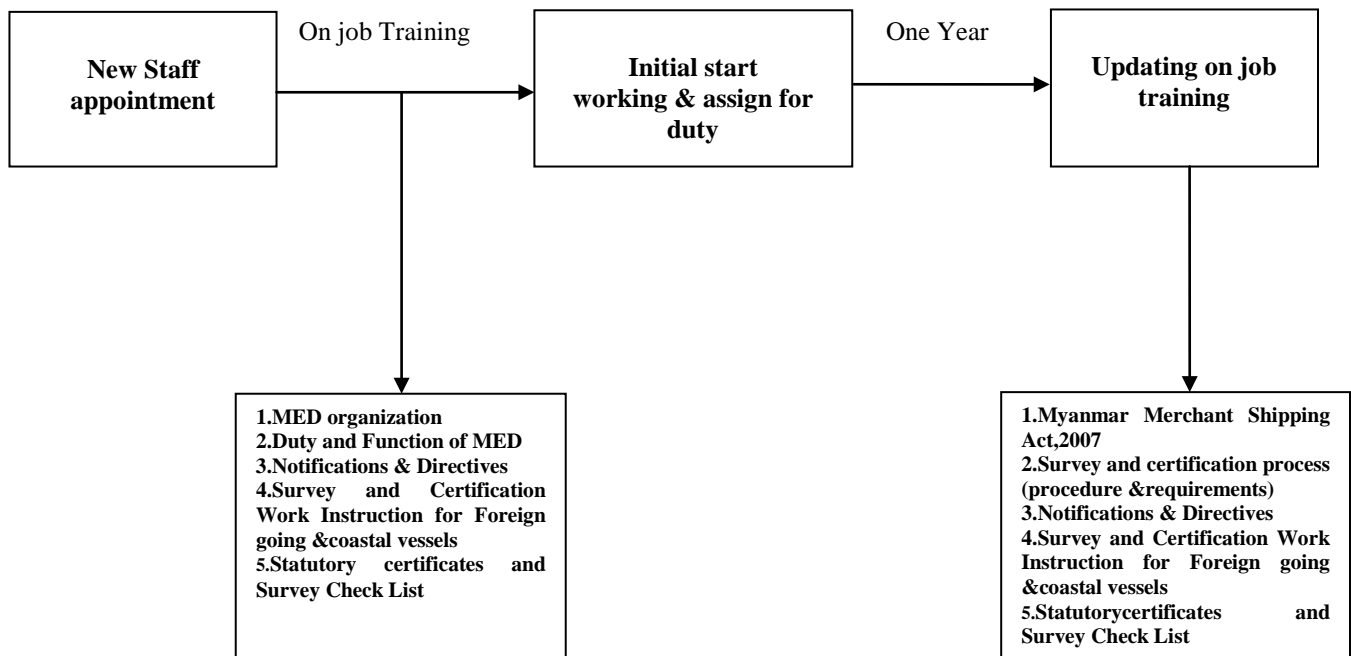 On job Training
One Year
New Staff
appointment
Initial start
working & assign for
duty
Updating on job
training
1.MED organization
2.Duty and Function of MED
3.Notifications & Directives
4.Survey and Certification
Work Instruction for Foreign
going &coastal vessels
5.Statutory certificates and
Survey Check List
1.Myanmar Merchant Shipping
Act,2007
2.Survey and certification process
(procedure &requirements)
3.Notifications & Directives
4.Survey and Certification Work
Instruction for Foreign going
&coastal vessels
5.Statutorycertificates and
Survey Check List